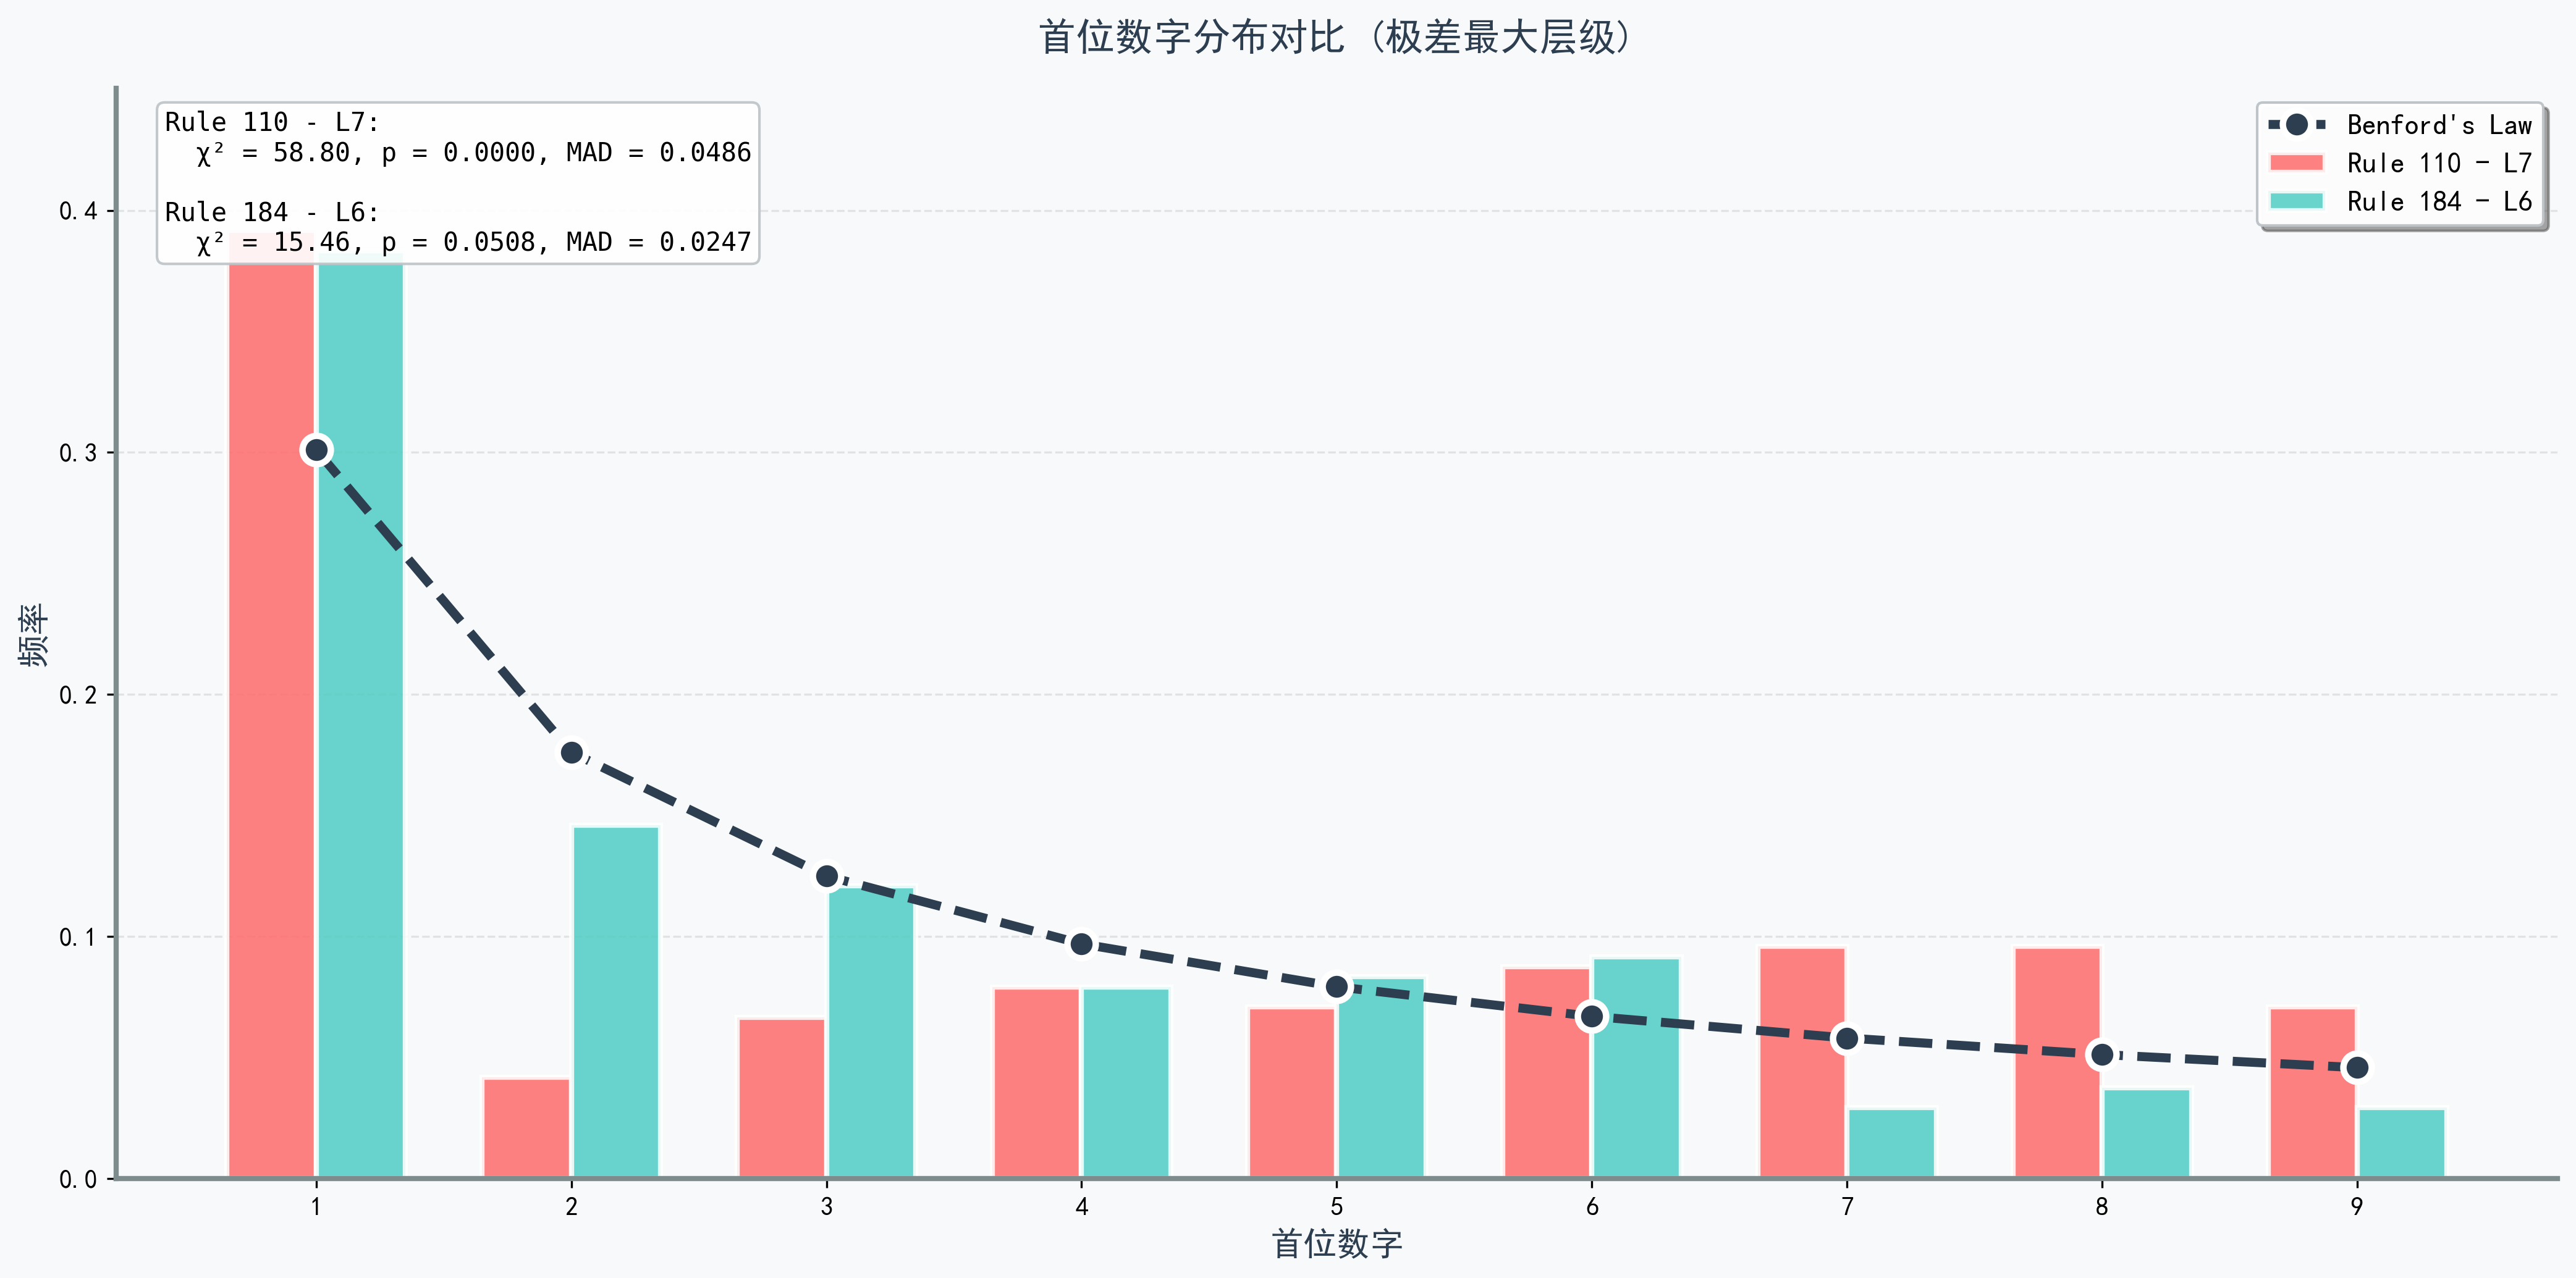 首位数字分布对比 (极差最大层级)
Rule 110 - L7:
χ² = 58.80, p = 0.0000, MAD = 0.0486
Rule 184 - L6:
χ² = 15.46, p = 0.0508, MAD = 0.0247
Benford's Law
Rule 110 - L7
Rule 184 - L6
频率
0.4
0.3
0.2
0.1
0.0
1 2 3 4 5 6 7 8 9
首位数字